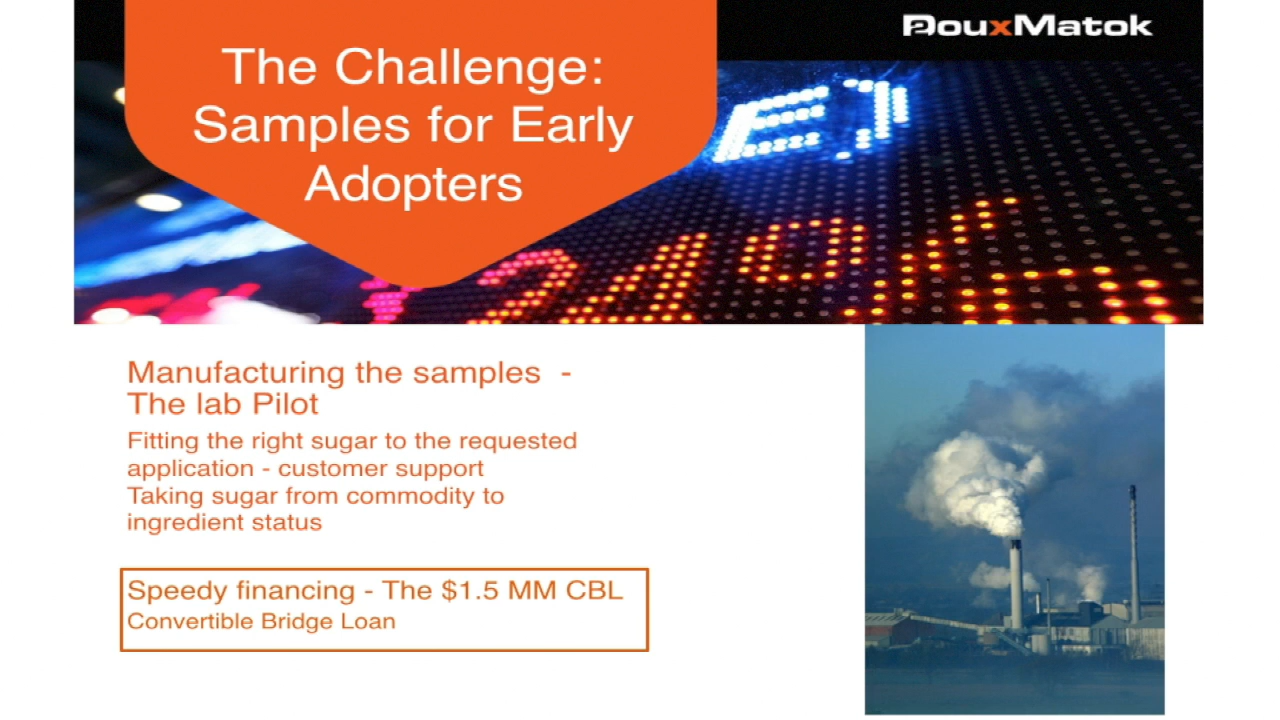 DouxMatok
The Challenge:
Samples for Early
Adopters
E)
24%
Manufacturing the samples -
The lab Pilot
Fitting the right sugar to the requested
application - customer support
Taking sugar from commodity to
ingredient status
Speedy financing - The $1.5 MM CBL
Convertible Bridge Loan